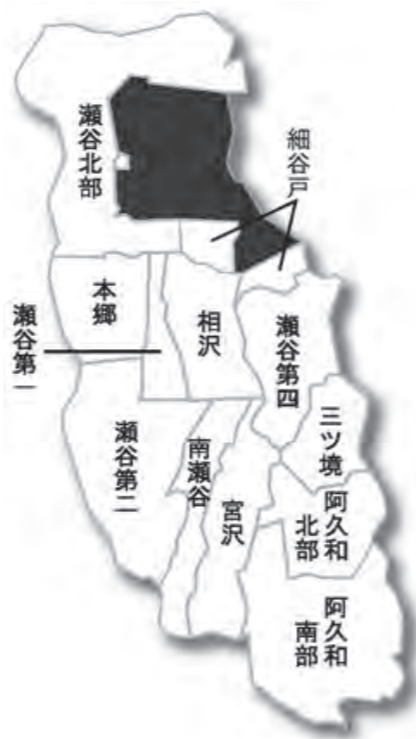 瀬谷北部
細谷戸
本郷
瀬谷第一
相沢
瀬谷第四
瀬谷第二
南瀬谷
宮沢
三ツ境
阿久和
北部
阿久和
南部